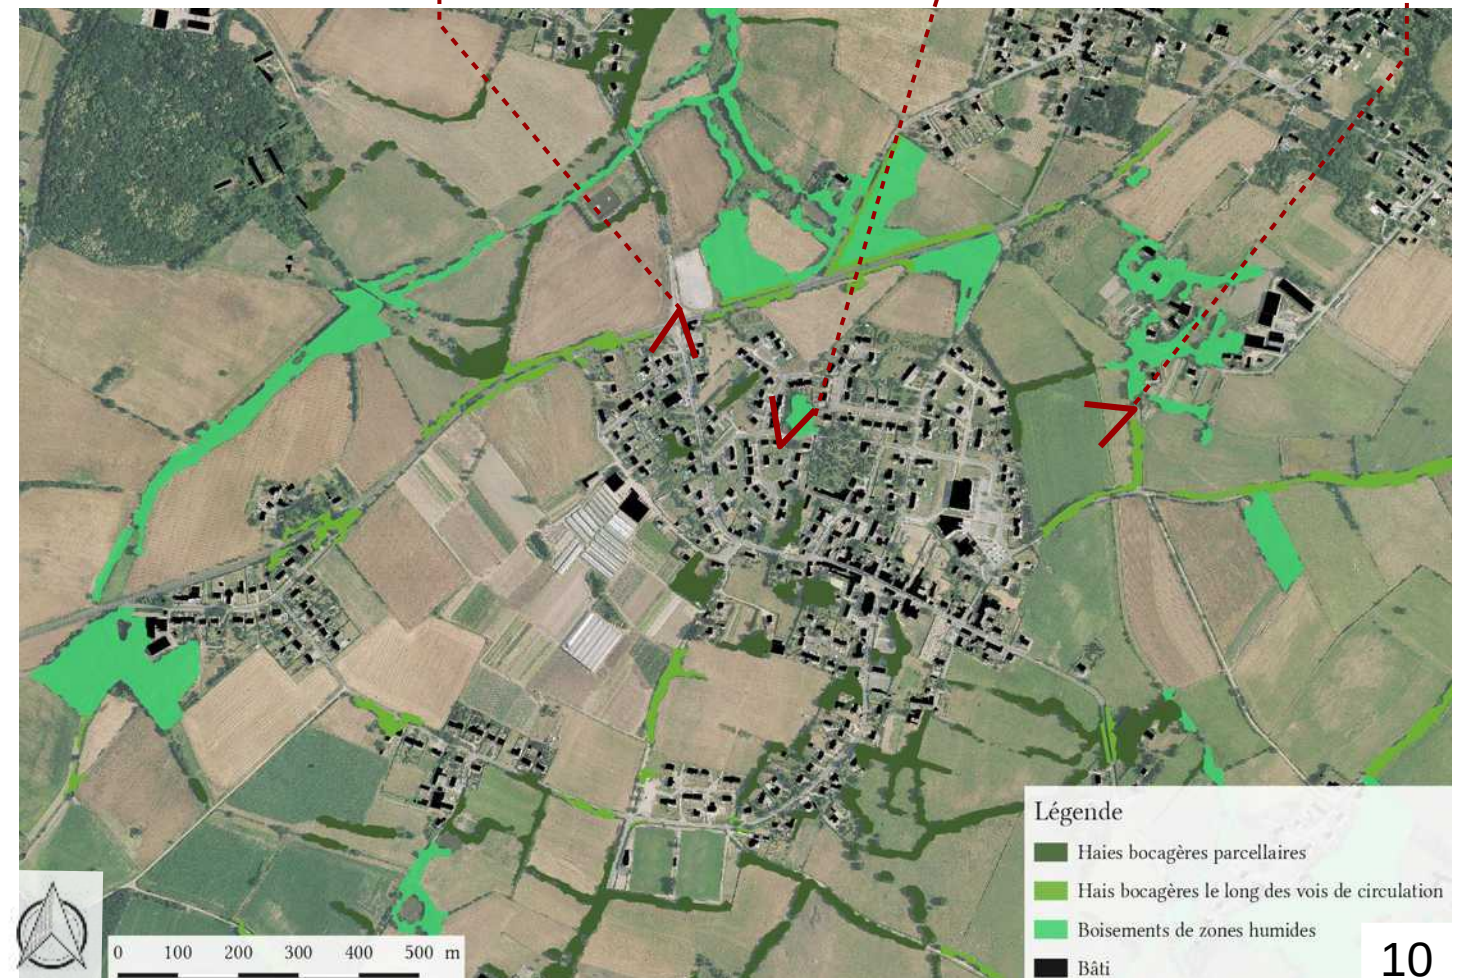 Légende
Haies bocagères parcellaires
Hais bocagères le long des vois de circulation
Boisements de zones humides
Bâti
0 100 200 300 400 500 m
10